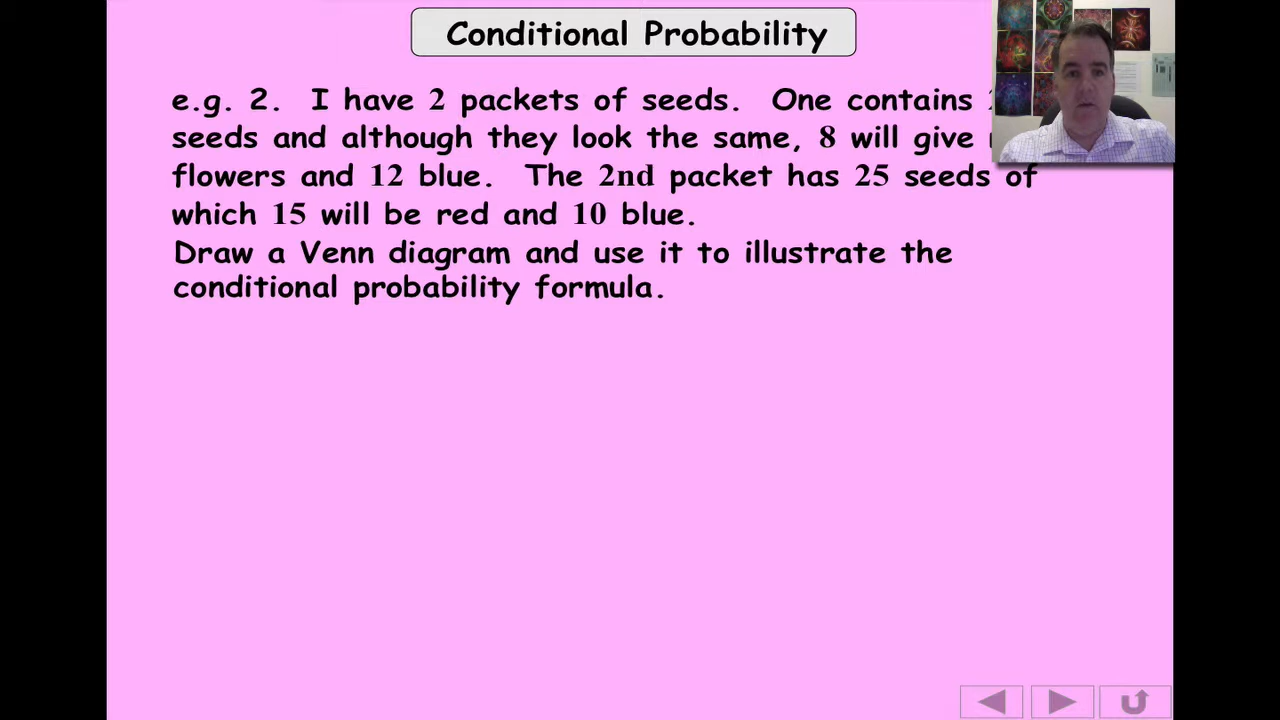 Conditional Probability
e.g. 2. I have 2 packets of seeds. One contains
seeds and although they look the same, 8 will give
flowers and 12 blue. The 2nd packet has 25 seeds of
which 15 will be red and 10 blue.
Draw a Venn diagram and use it to illustrate the
conditional probability formula.